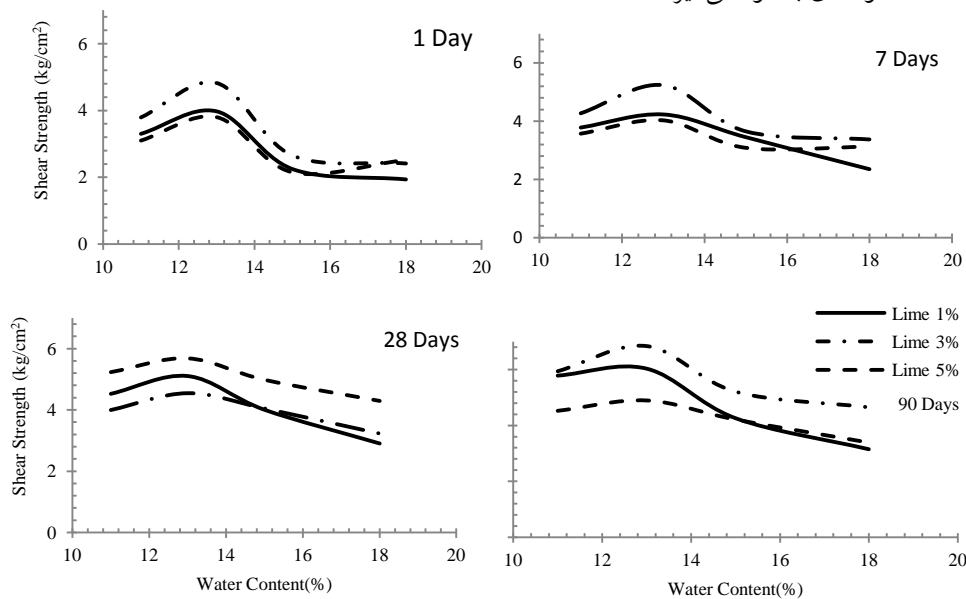 1 Day
Shear Strength (kg/cm²)
6
4
2
0
10 12 14 16 18 20
7 Days
6
4
2
0
10 12 14 16 18 20
28 Days
Shear Strength (kg/cm²)
6
4
2
0
10 12 14 16 18 20
Water Content(%)
Lime 1%
Lime 3%
Lime 5%
90 Days
10 12 14 16 18 20
Water Content(%)